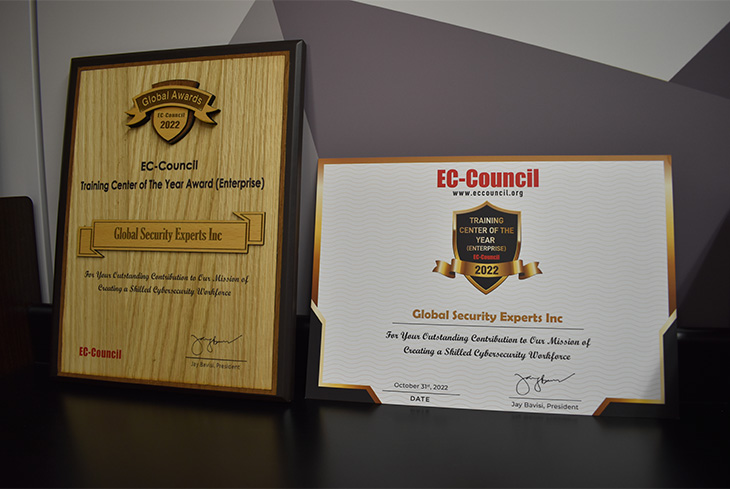 Global Awards
EC-Council
2022
EC-Council
Training Center of The Year Award (Enterprise)
Global Security Experts Inc
For Your Outstanding Contribution to Our Mission of
Creating a Skilled Cybersecurity Workforce
EC-Council
Jay Bavisi, President
EC-Council
www.eccouncil.org
TRAINING
CENTER OF THE
YEAR
(ENTERPRISE)
EC-Council
2022
Global Security Experts Inc
For Your Outstanding Contribution to Our Mission of
Creating a Skilled Cybersecurity Workforce
October 31st, 2022
DATE
Jay Bavisi, President